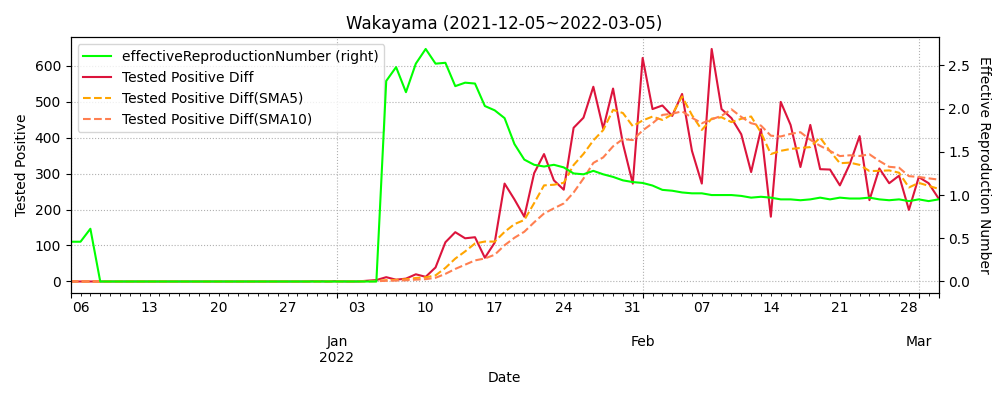 Wakayama (2021-12-05~2022-03-05)
effectiveReproductionNumber (right)
Tested Positive Diff
Tested Positive Diff(SMA5)
Tested Positive Diff(SMA10)
Tested Positive
600
500
400
300
200
100
0
2.5
2.0
1.5
1.0
0.5
0.0
Effective Reproduction Number
06 13 20 27 03 10 17 24 31 07 14 21 28
Jan Feb Mar
2022
Date